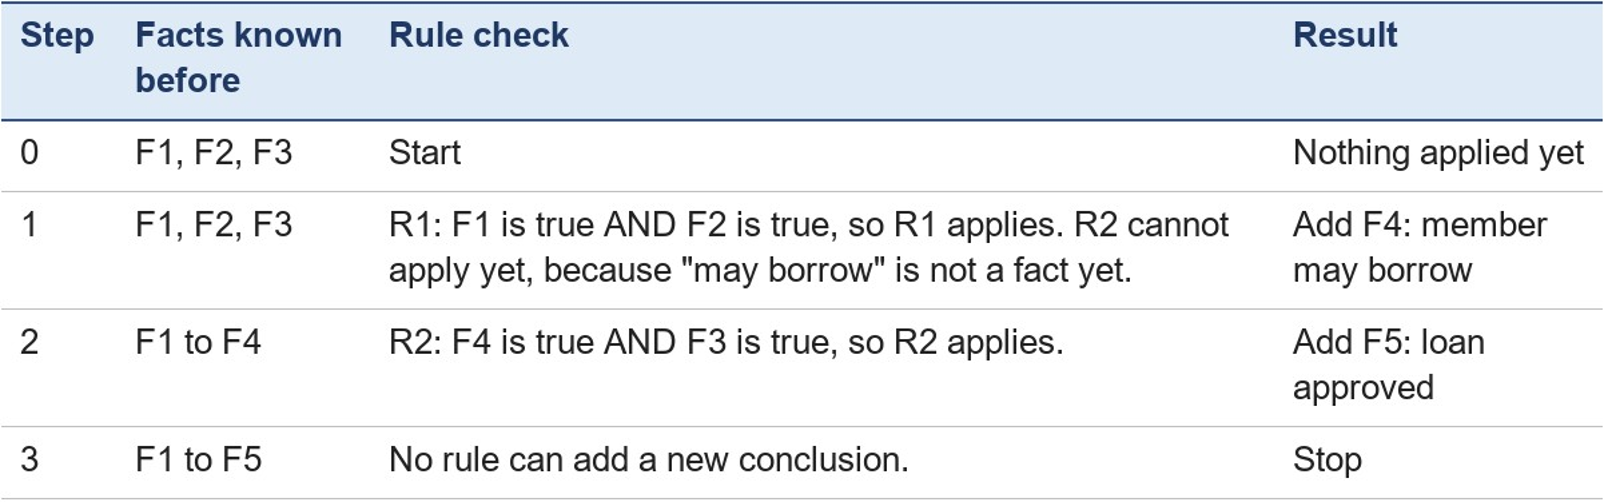 Step Facts known before Rule check Result
0 F1, F2, F3 Start Nothing applied yet
1 F1, F2, F3 R1: F1 is true AND F2 is true, so R1 applies. R2 cannot apply yet, because "may borrow" is not a fact yet. Add F4: member may borrow
2 F1 to F4 R2: F4 is true AND F3 is true, so R2 applies. Add F5: loan approved
3 F1 to F5 No rule can add a new conclusion. Stop